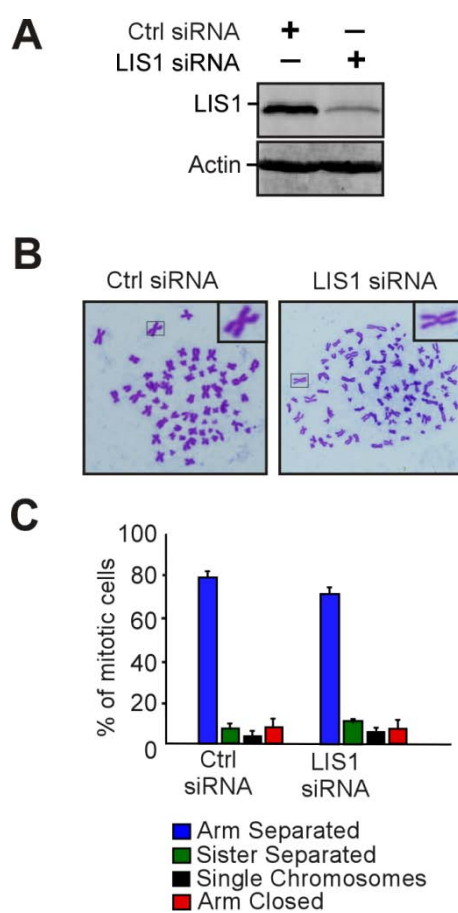 A
Ctrl siRNA + –
LIS1 siRNA – +
LIS1
Actin
B
Ctrl siRNA LIS1 siRNA
C
% of mitotic cells
100
80
60
40
20
0
Ctrl siRNA
LIS1 siRNA
Arm Separated
Sister Separated
Single Chromosomes
Arm Closed